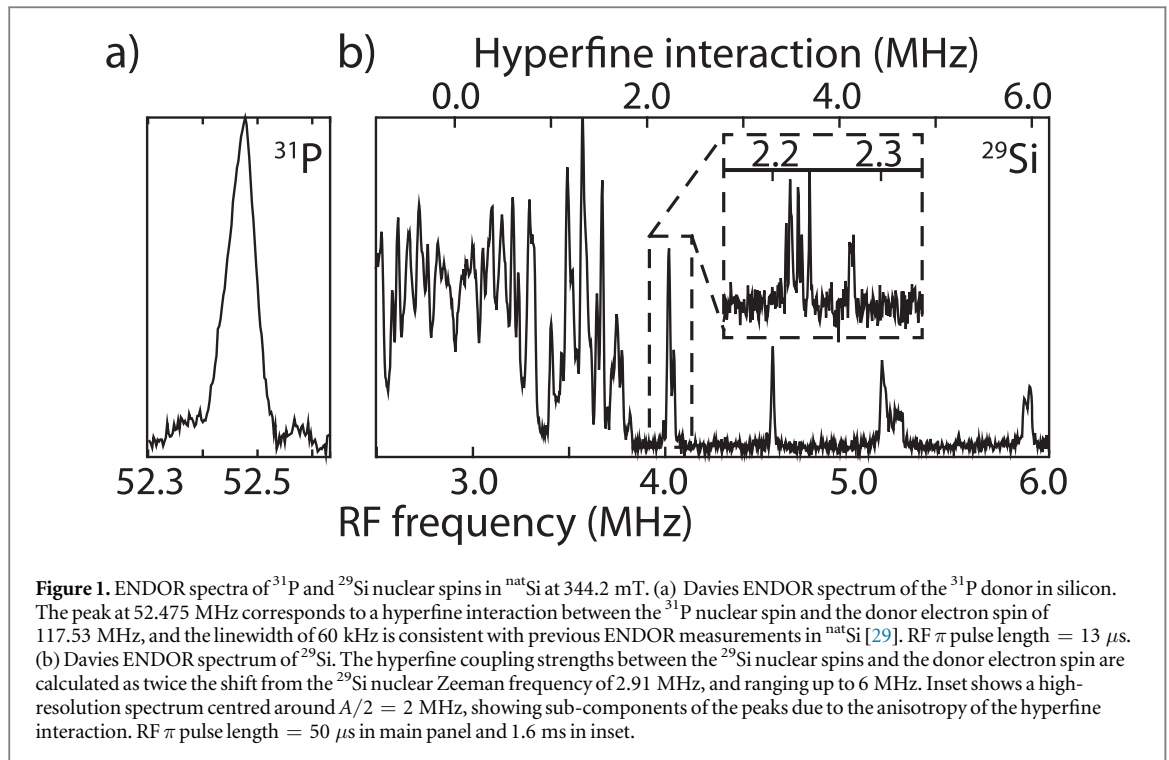 a)
b)
Hyperfine interaction (MHz)
0.0 2.0 4.0 6.0
³¹P
2.2 2.3
²⁹Si
52.3 52.5
3.0 4.0 5.0 6.0
RF frequency (MHz)
Figure 1. ENDOR spectra of ³¹P and ²⁹Si nuclear spins in ⁿᵃᵗSi at 344.2 mT. (a) Davies ENDOR spectrum of the ³¹P donor in silicon.
The peak at 52.475 MHz corresponds to a hyperfine interaction between the ³¹P nuclear spin and the donor electron spin of
117.53 MHz, and the linewidth of 60 kHz is consistent with previous ENDOR measurements in ⁿᵃᵗSi [29]. RF π pulse length = 13 μs.
(b) Davies ENDOR spectrum of ²⁹Si. The hyperfine coupling strengths between the ²⁹Si nuclear spins and the donor electron spin are
calculated as twice the shift from the ²⁹Si nuclear Zeeman frequency of 2.91 MHz, and ranging up to 6 MHz. Inset shows a high-
resolution spectrum centred around A/2 = 2 MHz, showing sub-components of the peaks due to the anisotropy of the hyperfine
interaction. RF π pulse length = 50 μs in main panel and 1.6 ms in inset.